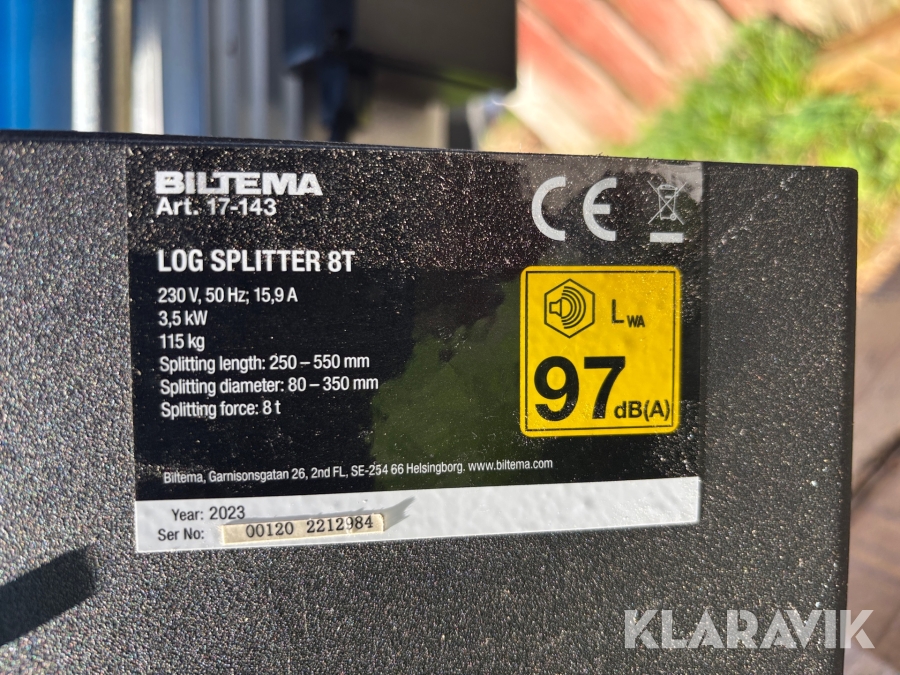 BILTEMA
Art. 17-143
CE
LOG SPLITTER 8T
230 V, 50 Hz; 15,9 A
3,5 kW
115 kg
Splitting length: 250 – 550 mm
Splitting diameter: 80 – 350 mm
Splitting force: 8 t
LWA
97 dB(A)
Biltema, Garnisonsgatan 26, 2nd FL, SE-254 66 Helsingborg. www.biltema.com
Year: 2023
Ser No: 00120 2212984
KLARAVIK